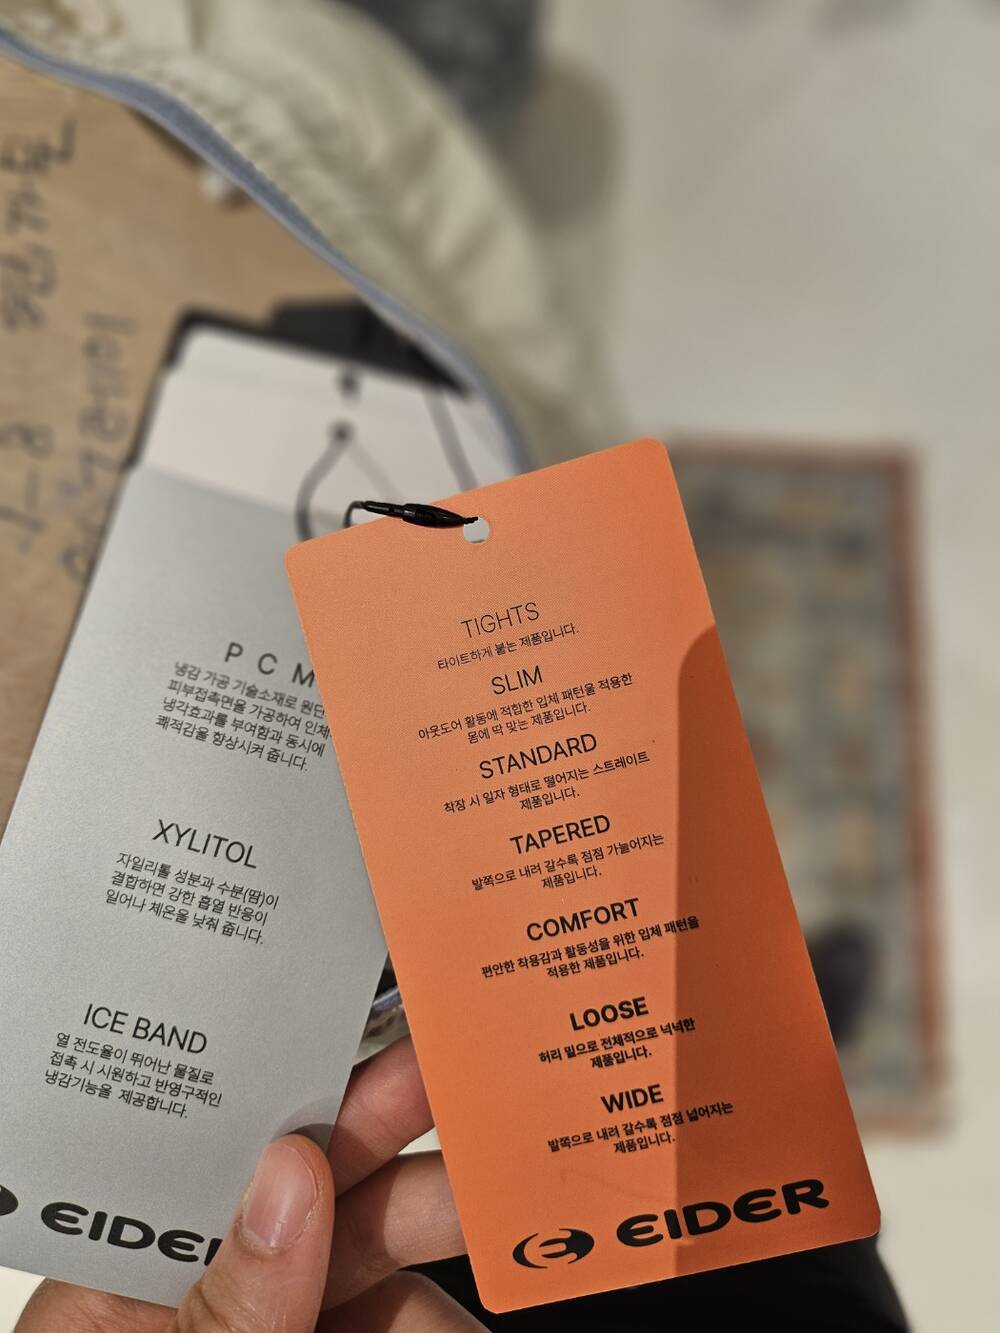 P C M
냉감 가공 기술소재로 원단
피부접촉면을 가공하여 인체
냉각효과를 부여함과 동시에
쾌적감을 향상시켜 줍니다.
XYLITOL
자일리톨 성분과 수분(땀)이
결합하면 강한 흡열 반응이
일어나 체온을 낮춰 줍니다.
ICE BAND
열 전도율이 뛰어난 물질로
접촉 시 시원하고 반영구적인
냉감기능을 제공합니다.
EIDER
TIGHTS
타이트하게 붙는 제품입니다.
SLIM
아웃도어 활동에 적합한 입체 패턴을 적용한
몸에 딱 맞는 제품입니다.
STANDARD
착장 시 일자 형태로 떨어지는 스트레이트
제품입니다.
TAPERED
발쪽으로 내려 갈수록 점점 가늘어지는
제품입니다.
COMFORT
편안한 착용감과 활동성을 위한 입체 패턴을
적용한 제품입니다.
LOOSE
허리 밑으로 전체적으로 넉넉한
제품입니다.
WIDE
발쪽으로 내려 갈수록 점점 넓어지는
제품입니다.
EIDER